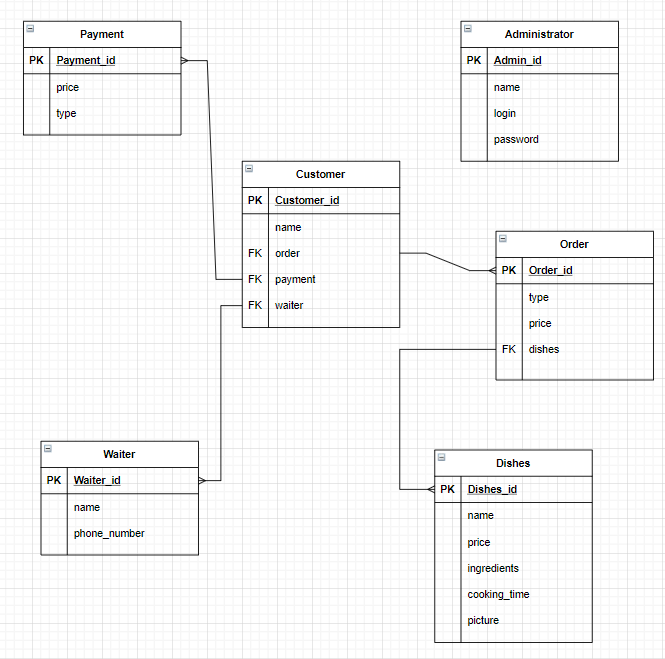 Payment
PK Payment_id
price
type
Administrator
PK Admin_id
name
login
password
Customer
PK Customer_id
name
FK order
FK payment
FK waiter
Order
PK Order_id
type
price
FK dishes
Waiter
PK Waiter_id
name
phone_number
Dishes
PK Dishes_id
name
price
ingredients
cooking_time
picture